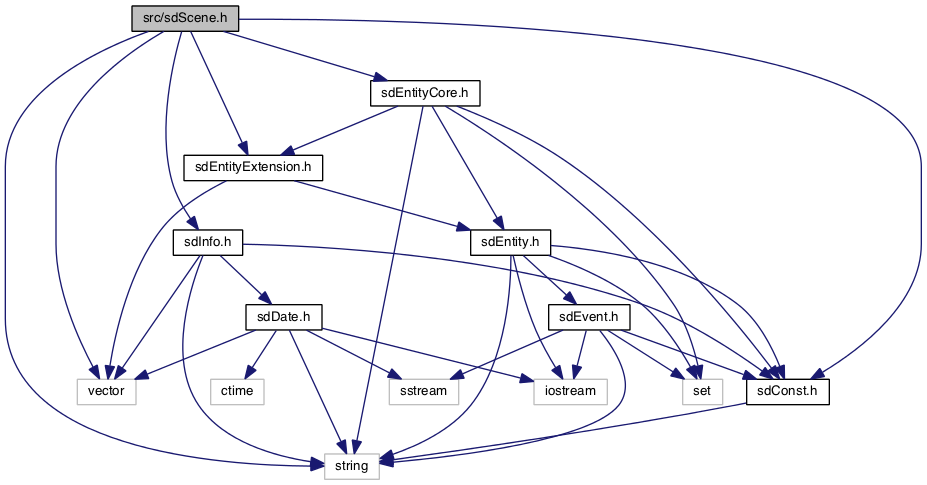 src/sdScene.h
sdEntityCore.h
sdEntityExtension.h
sdInfo.h
sdEntity.h
sdDate.h
sdEvent.h
vector
ctime
sstream
iostream
set
sdConst.h
string